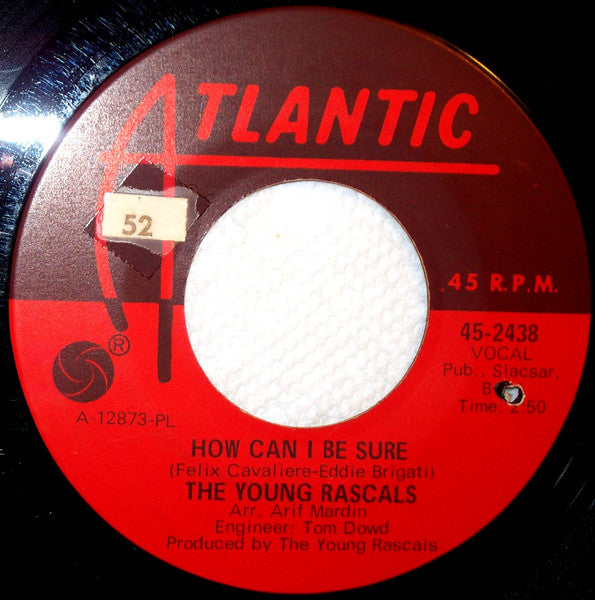 ATLANTIC
52
.45 R.P.M.
45-2438
VOCAL
Pub., Slacsar,
Time: 2:50
®
A-12873-PL
HOW CAN I BE SURE
(Felix Cavaliere-Eddie Brigati)
THE YOUNG RASCALS
Arr. Arif Mardin
Engineer: Tom Dowd
Produced by The Young Rascals